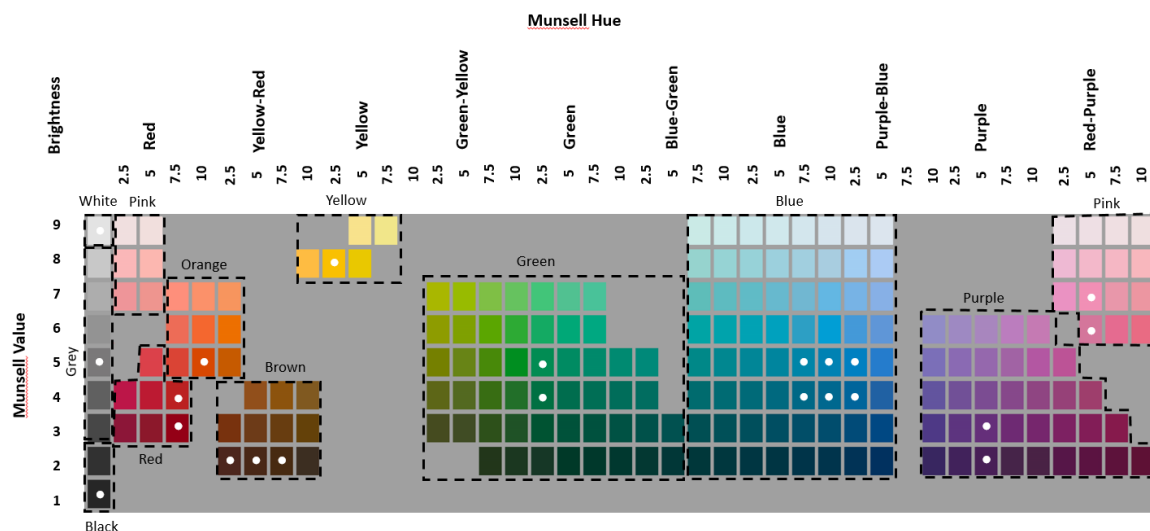 Munsell Hue
Brightness
Red
Yellow-Red
Yellow
Green-Yellow
Green
Blue-Green
Blue
Purple-Blue
Purple
Red-Purple
2.5 5 7.5 10 2.5 5 7.5 10 2.5 5 7.5 10 2.5 5 7.5 10 2.5 5 7.5 10 2.5 5 7.5 10 2.5 5 7.5 10 2.5 5 7.5 10 2.5 5 7.5 10 2.5 5 7.5 10
White Pink Yellow Blue Pink
9
8
Orange Green
7
Purple
6
5
Grey
Brown
4
3
Red
2
1
Black
Munsell Value